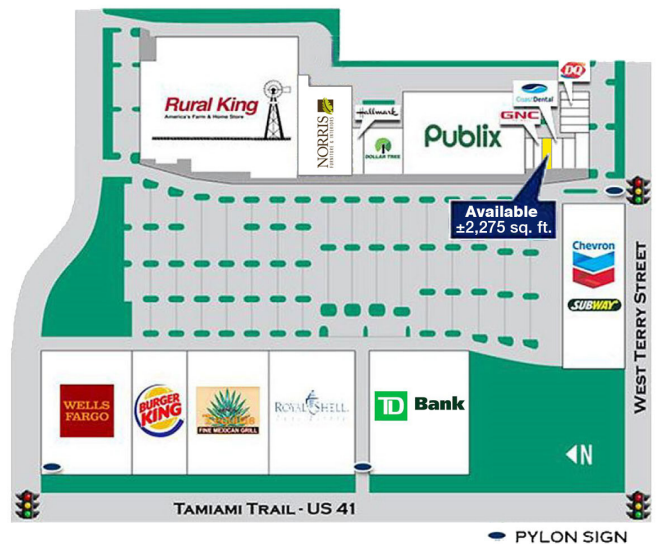 Rural King
America's Farm & Home Store
NORRIS
FURNITURE & INTERIORS
Hallmark
DOLLAR TREE
Publix
GNC
Coast Dental
DQ
Available
±2,275 sq. ft.
Chevron
SUBWAY
WEST TERRY STREET
WELLS
FARGO
BURGER
KING
FINE MEXICAN GRILL
ROYAL SHELL
TD Bank
N
TAMIAMI TRAIL - US 41
PYLON SIGN